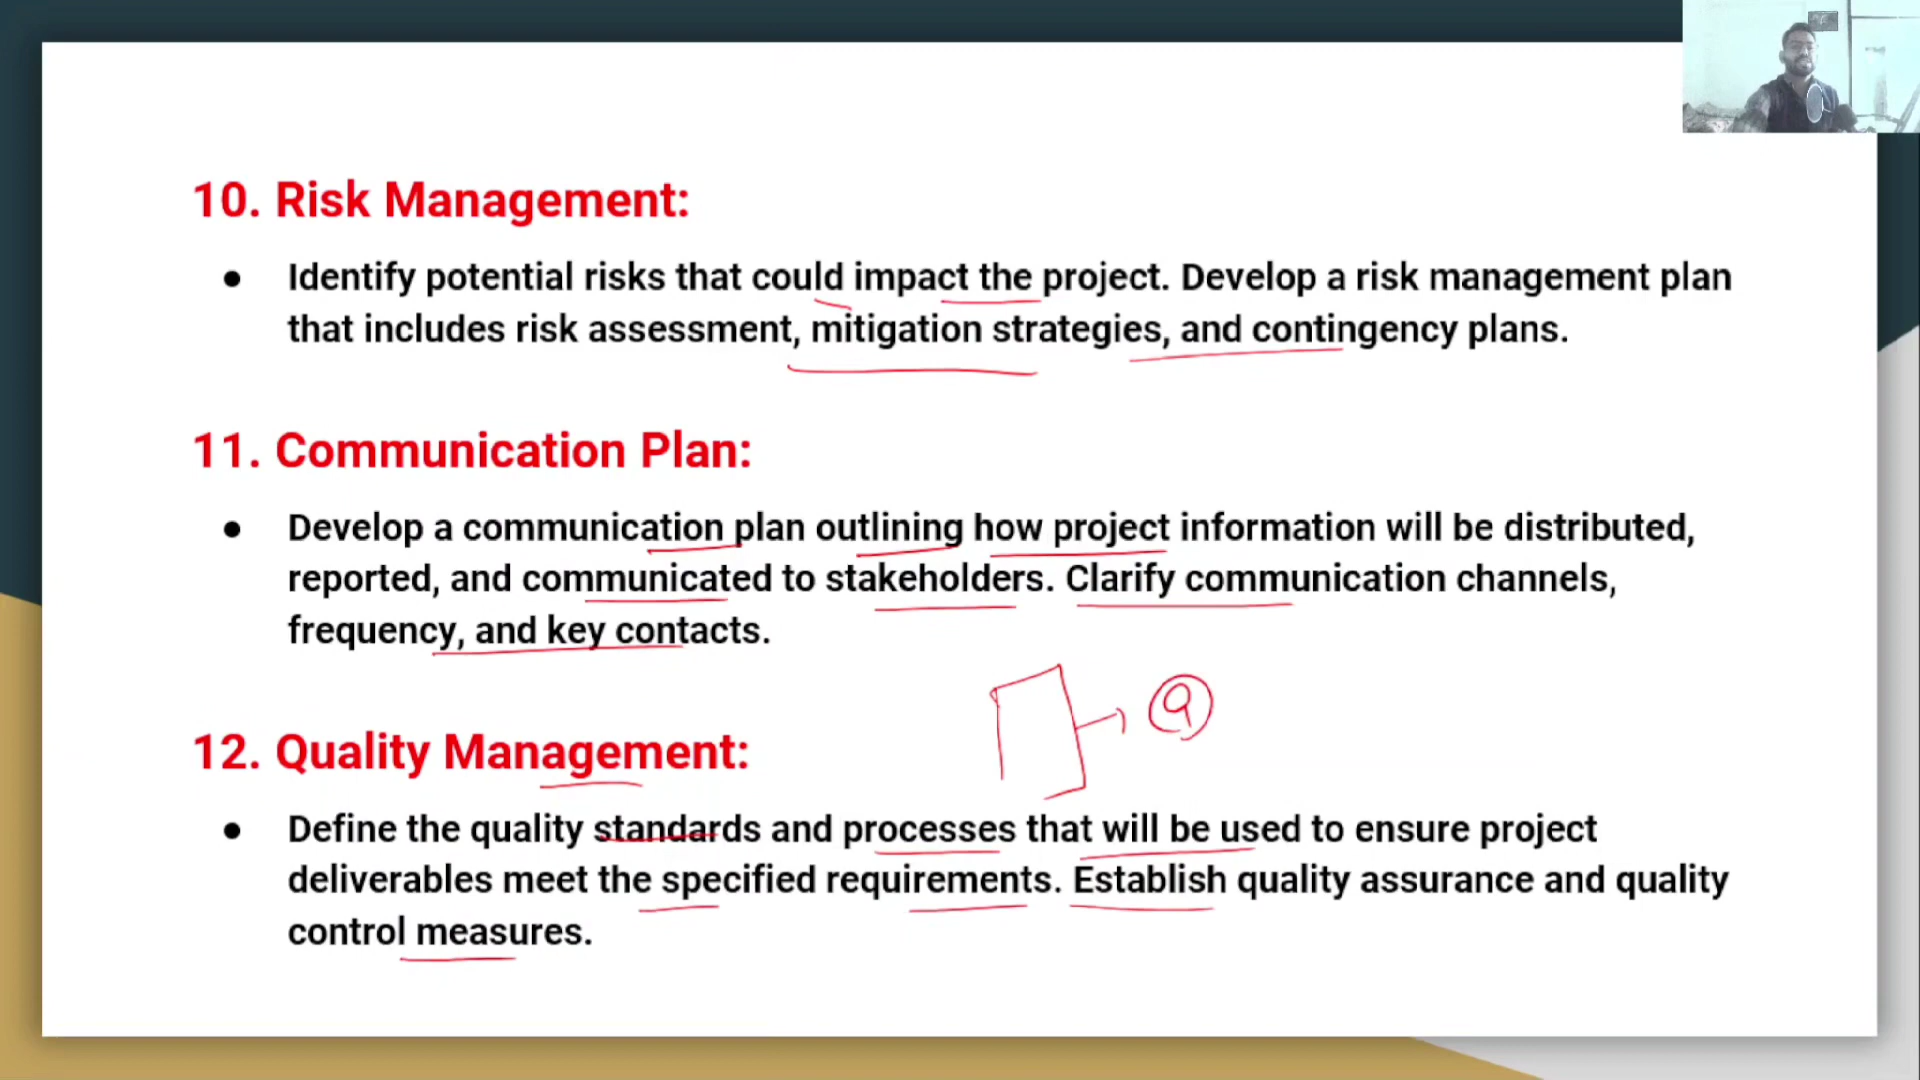 10. Risk Management:
● Identify potential risks that could impact the project. Develop a risk management plan
that includes risk assessment, mitigation strategies, and contingency plans.
11. Communication Plan:
● Develop a communication plan outlining how project information will be distributed,
reported, and communicated to stakeholders. Clarify communication channels,
frequency, and key contacts.
12. Quality Management:
● Define the quality standards and processes that will be used to ensure project
deliverables meet the specified requirements. Establish quality assurance and quality
control measures.